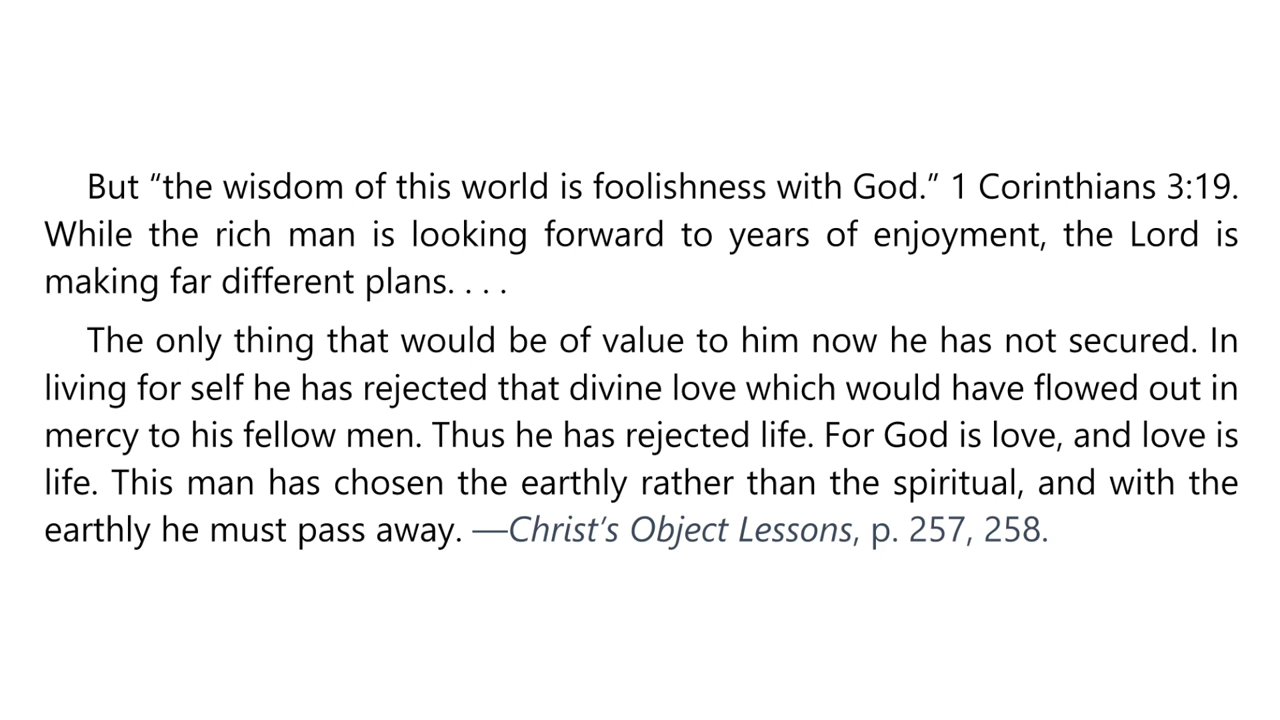 But “the wisdom of this world is foolishness with God.” 1 Corinthians 3:19.
While the rich man is looking forward to years of enjoyment, the Lord is
making far different plans. . . .
The only thing that would be of value to him now he has not secured. In
living for self he has rejected that divine love which would have flowed out in
mercy to his fellow men. Thus he has rejected life. For God is love, and love is
life. This man has chosen the earthly rather than the spiritual, and with the
earthly he must pass away. —Christ’s Object Lessons, p. 257, 258.